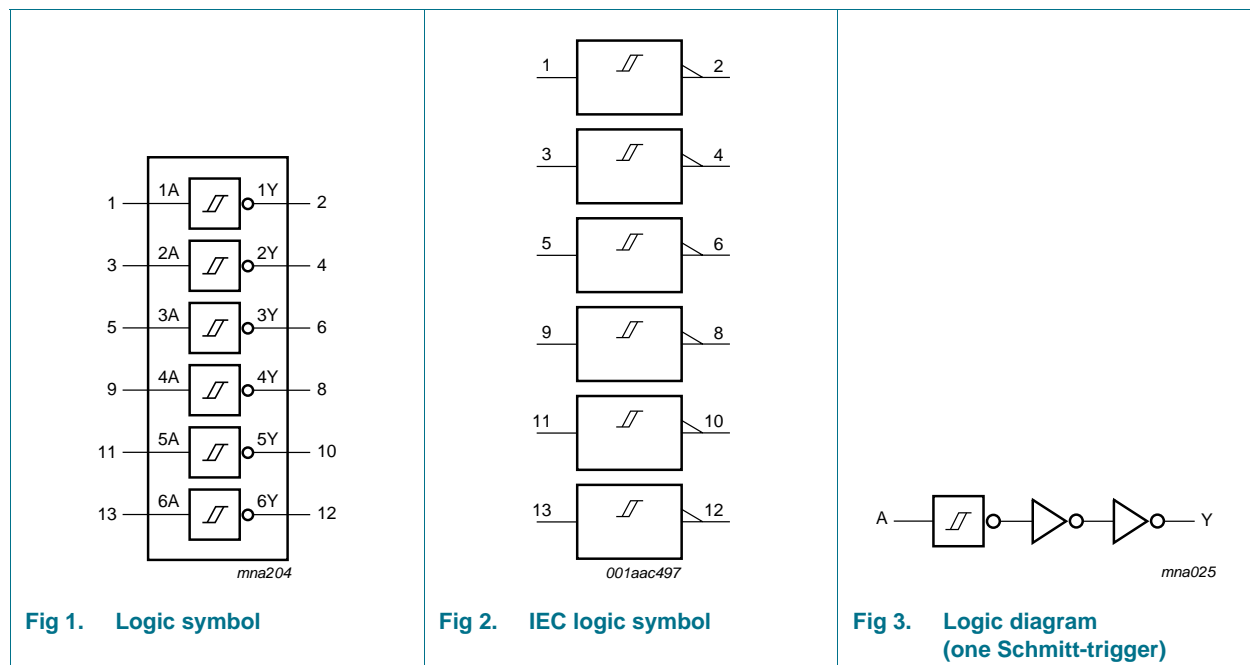 1 1A 1Y 2
3 2A 2Y 4
5 3A 3Y 6
9 4A 4Y 8
11 5A 5Y 10
13 6A 6Y 12
mna204
Fig 1. Logic symbol
1 2
3 4
5 6
9 8
11 10
13 12
001aac497
Fig 2. IEC logic symbol
A Y
mna025
Fig 3. Logic diagram
(one Schmitt-trigger)